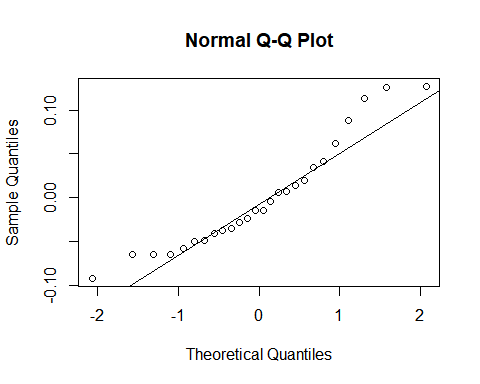 Normal Q-Q Plot
0.10
0.00
-0.10
Sample Quantiles
-2
-1
0
1
2
Theoretical Quantiles